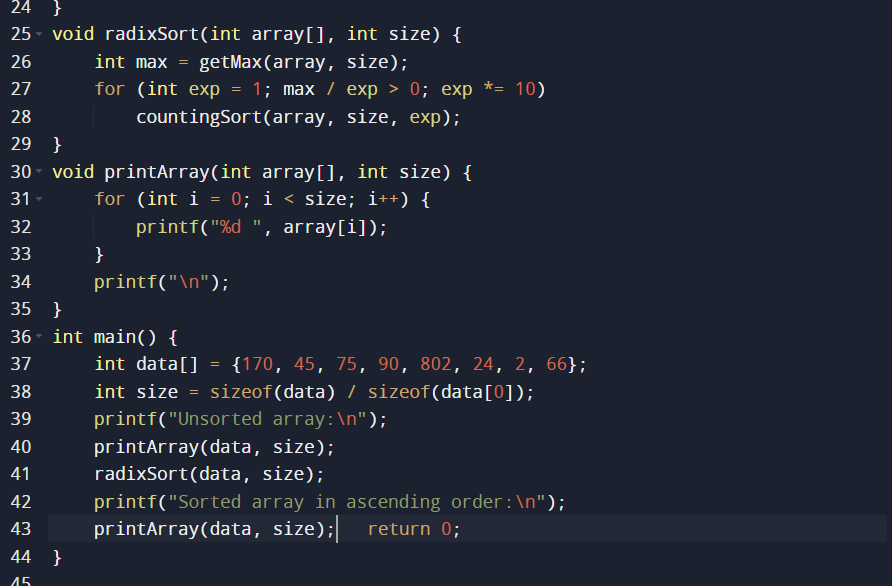 24 }
25 void radixSort(int array[], int size) {
26     int max = getMax(array, size);
27     for (int exp = 1; max / exp > 0; exp *= 10)
28         countingSort(array, size, exp);
29 }
30 void printArray(int array[], int size) {
31     for (int i = 0; i < size; i++) {
32         printf("%d ", array[i]);
33     }
34     printf("\n");
35 }
36 int main() {
37     int data[] = {170, 45, 75, 90, 802, 24, 2, 66};
38     int size = sizeof(data) / sizeof(data[0]);
39     printf("Unsorted array:\n");
40     printArray(data, size);
41     radixSort(data, size);
42     printf("Sorted array in ascending order:\n");
43     printArray(data, size);   return 0;
44 }
45